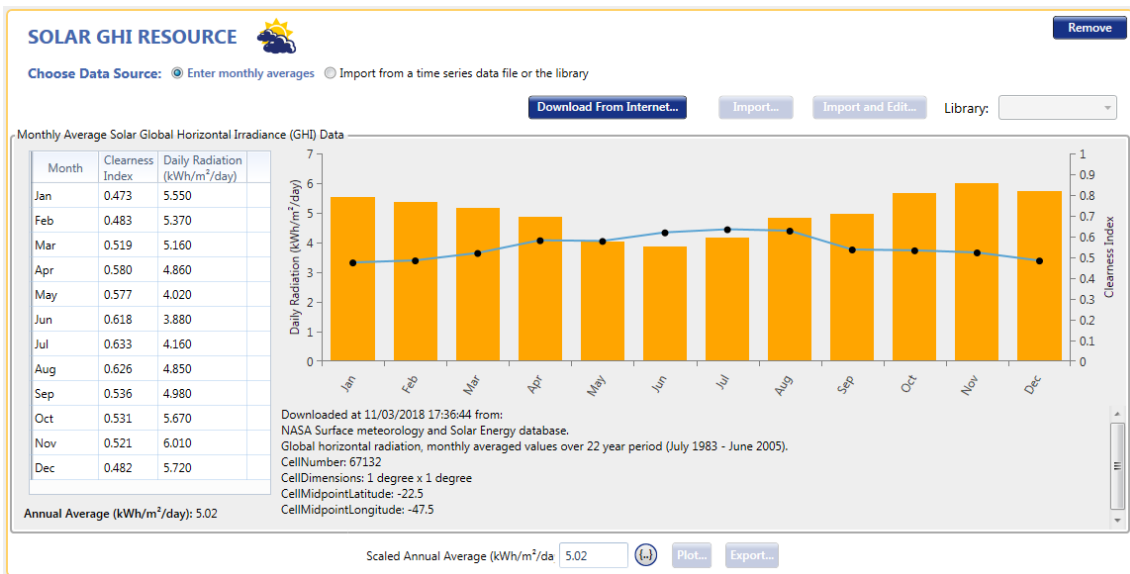 SOLAR GHI RESOURCE
Remove
Choose Data Source: Enter monthly averages Import from a time series data file or the library
Download From Internet... Import... Import and Edit... Library:
Monthly Average Solar Global Horizontal Irradiance (GHI) Data
Month Clearness Index Daily Radiation (kWh/m²/day)
Jan 0.473 5.550
Feb 0.483 5.370
Mar 0.519 5.160
Apr 0.580 4.860
May 0.577 4.020
Jun 0.618 3.880
Jul 0.633 4.160
Aug 0.626 4.850
Sep 0.536 4.980
Oct 0.531 5.670
Nov 0.521 6.010
Dec 0.482 5.720
Annual Average (kWh/m²/day): 5.02
Daily Radiation (kWh/m²/day)
7
6
5
4
3
2
1
0
1
0.9
0.8
0.7
0.6
0.5
0.4
0.3
0.2
0.1
0
Clearness Index
Jan Feb Mar Apr May Jun Jul Aug Sep Oct Nov Dec
Downloaded at 11/03/2018 17:36:44 from:
NASA Surface meteorology and Solar Energy database.
Global horizontal radiation, monthly averaged values over 22 year period (July 1983 - June 2005).
CellNumber: 67132
CellDimensions: 1 degree x 1 degree
CellMidpointLatitude: -22.5
CellMidpointLongitude: -47.5
Scaled Annual Average (kWh/m²/da 5.02 {..} Plot... Export...